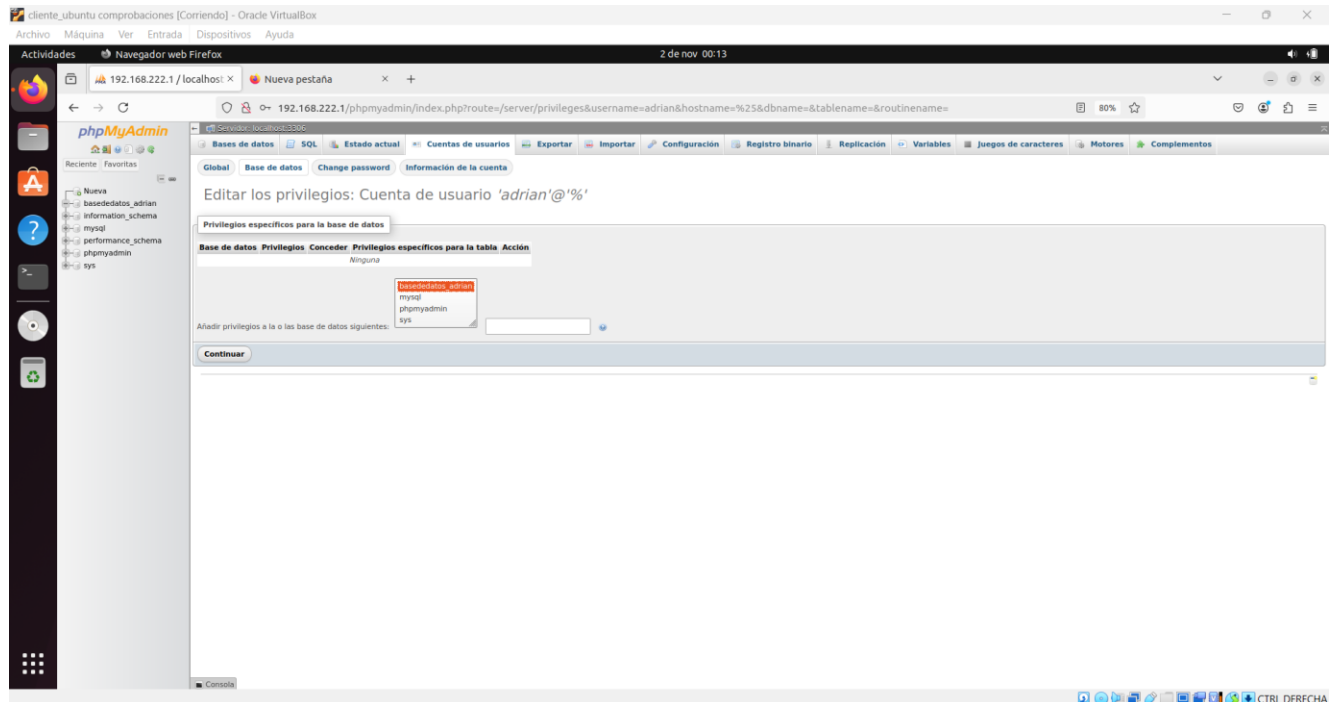 cliente_ubuntu comprobaciones [Corriendo] - Oracle VirtualBox
Archivo Máquina Ver Entrada Dispositivos Ayuda
Actividades Navegador web Firefox 2 de nov 00:13
192.168.222.1 / localhost Nueva pestaña
192.168.222.1/phpmyadmin/index.php?route=/server/privileges&username=adrian&hostname=%25&dbname=&tablename=&routinename= 80%
phpMyAdmin
Reciente Favoritas
Nueva
basededatos_adrian
information_schema
mysql
performance_schema
phpmyadmin
sys
Servidor: localhost:3306
Bases de datos SQL Estado actual Cuentas de usuarios Exportar Importar Configuración Registro binario Replicación Variables Juegos de caracteres Motores Complementos
Global Base de datos Change password Información de la cuenta
Editar los privilegios: Cuenta de usuario 'adrian'@'%'
Privilegios específicos para la base de datos
Base de datos Privilegios Conceder Privilegios específicos para la tabla Acción
Ninguna
basededatos_adrian
mysql
phpmyadmin
sys
Añadir privilegios a la o las base de datos siguientes:
Continuar
Consola
CTRL DERECHA